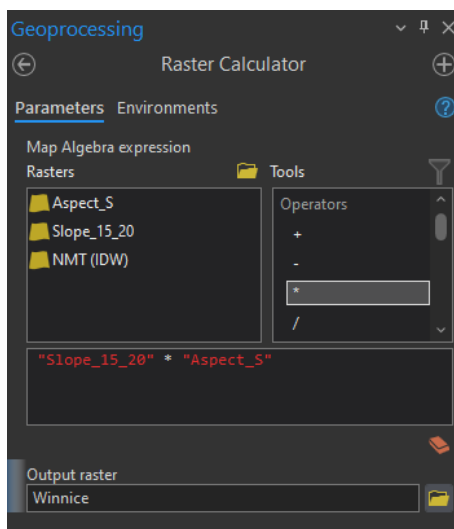 Geoprocessing
Raster Calculator
Parameters Environments
Map Algebra expression
Rasters
Tools
Aspect_S
Slope_15_20
NMT (IDW)
Operators
+
-
*
/
"Slope_15_20" * "Aspect_S"
Output raster
Winnice